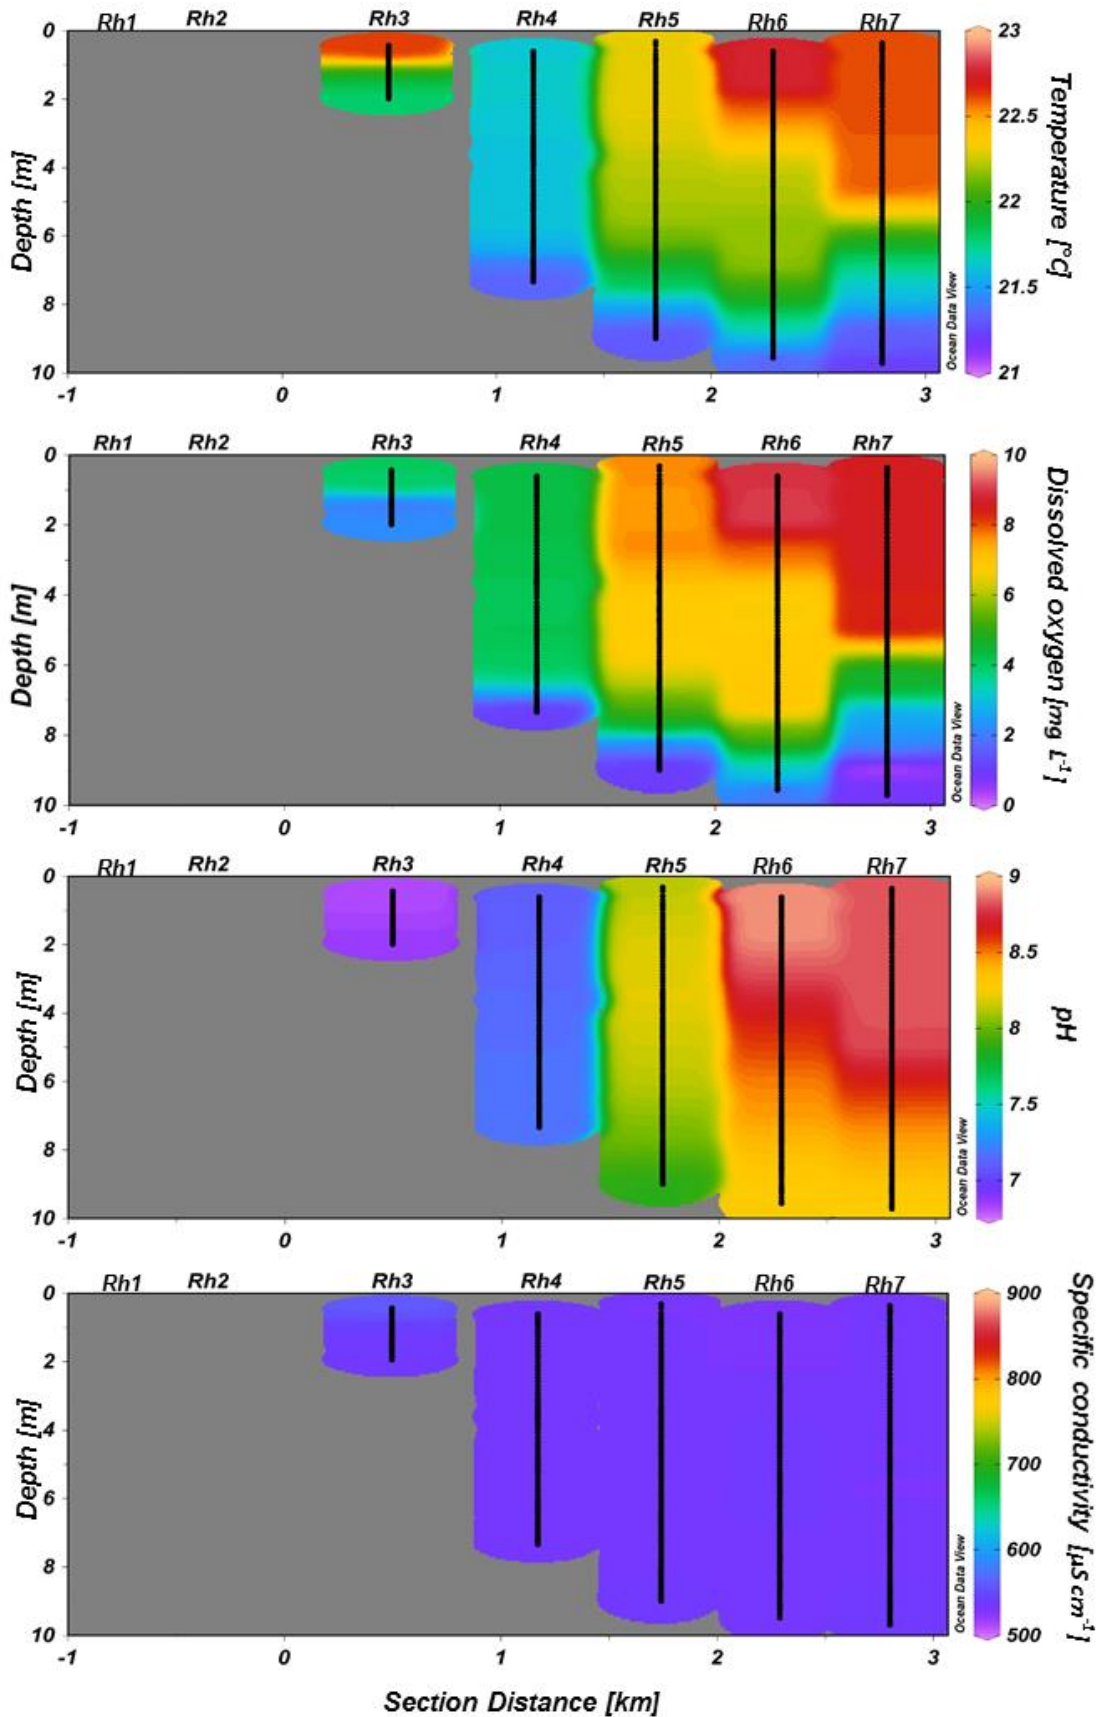 Rh1 Rh2 Rh3 Rh4 Rh5 Rh6 Rh7
0
2
4
6
8
10
Depth [m]
-1 0 1 2 3
Ocean Data View
23
22.5
22
21.5
21
Temperature [°C]
Rh1 Rh2 Rh3 Rh4 Rh5 Rh6 Rh7
0
2
4
6
8
10
Depth [m]
-1 0 1 2 3
Ocean Data View
10
8
6
4
2
0
Dissolved oxygen [mg L⁻¹]
Rh1 Rh2 Rh3 Rh4 Rh5 Rh6 Rh7
0
2
4
6
8
10
Depth [m]
-1 0 1 2 3
Ocean Data View
9
8.5
8
7.5
7
pH
Rh1 Rh2 Rh3 Rh4 Rh5 Rh6 Rh7
0
2
4
6
8
10
Depth [m]
-1 0 1 2 3
Ocean Data View
900
800
700
600
500
Specific conductivity [µS cm⁻¹]
Section Distance [km]